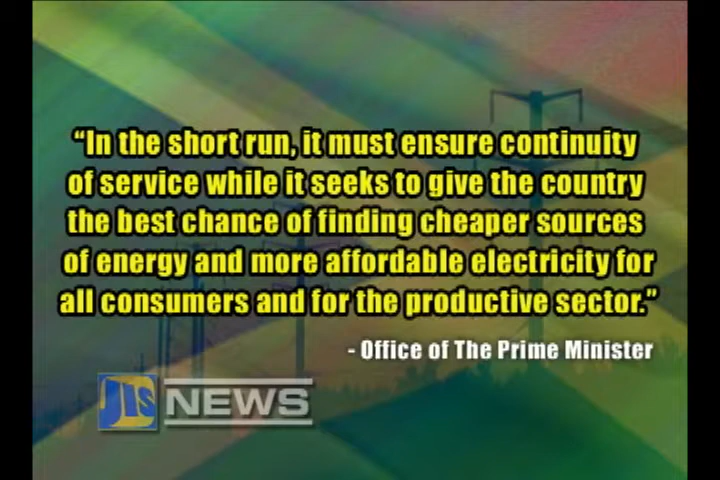 “In the short run, it must ensure continuity
of service while it seeks to give the country
the best chance of finding cheaper sources
of energy and more affordable electricity for
all consumers and for the productive sector.”
- Office of The Prime Minister
JIS NEWS